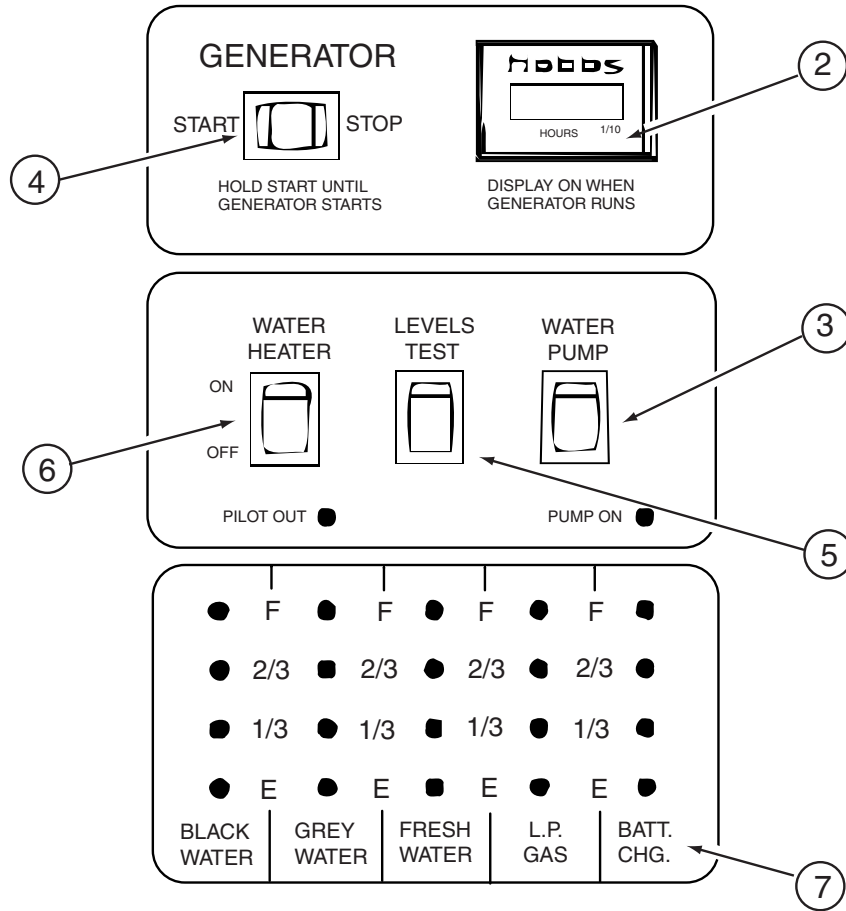 GENERATOR
hobbs
START
STOP
HOURS 1/10
HOLD START UNTIL
GENERATOR STARTS
DISPLAY ON WHEN
GENERATOR RUNS
2
4
WATER
HEATER
LEVELS
TEST
WATER
PUMP
3
ON
OFF
6
PILOT OUT
PUMP ON
5
F F F F
2/3 2/3 2/3 2/3
1/3 1/3 1/3 1/3
E E E E
BLACK
WATER
GREY
WATER
FRESH
WATER
L.P.
GAS
BATT.
CHG.
7